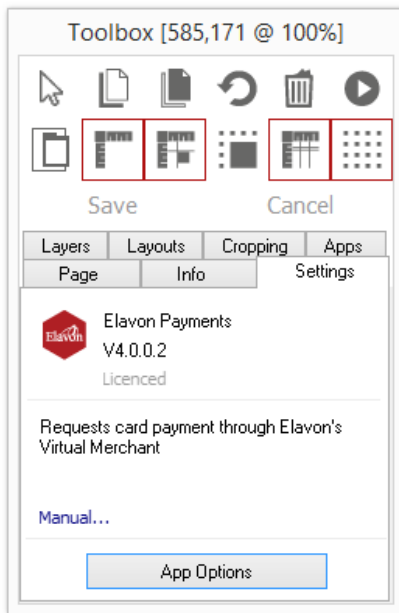 Toolbox [585,171 @ 100%]
Save Cancel
Layers Layouts Cropping Apps
Page Info Settings
Elavon
Elavon Payments
V4.0.0.2
Licenced
Requests card payment through Elavon's
Virtual Merchant
Manual...
App Options